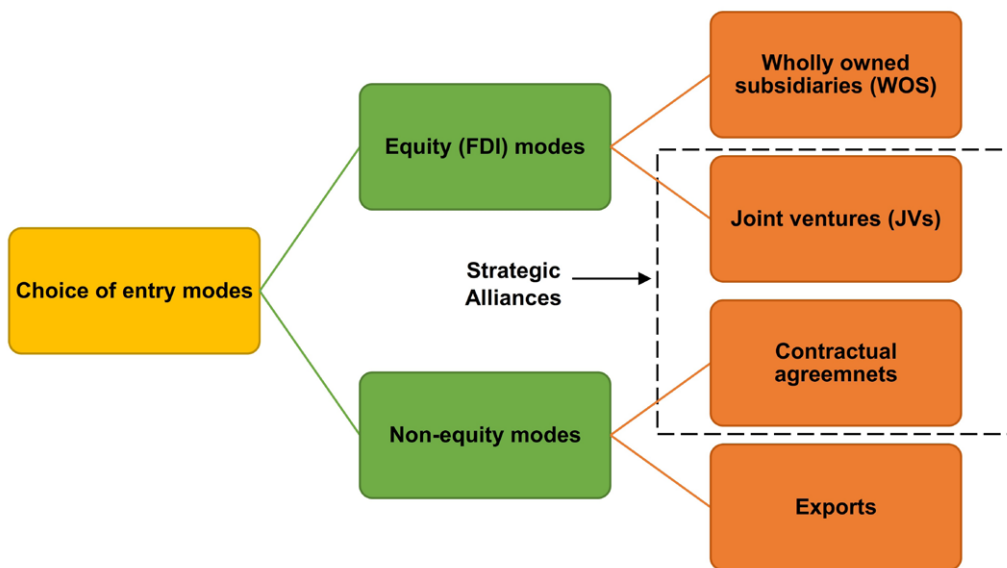 Wholly owned
subsidiaries (WOS)
Equity (FDI) modes
Joint ventures (JVs)
Strategic
Alliances
Choice of entry modes
Contractual
agreemnets
Non-equity modes
Exports